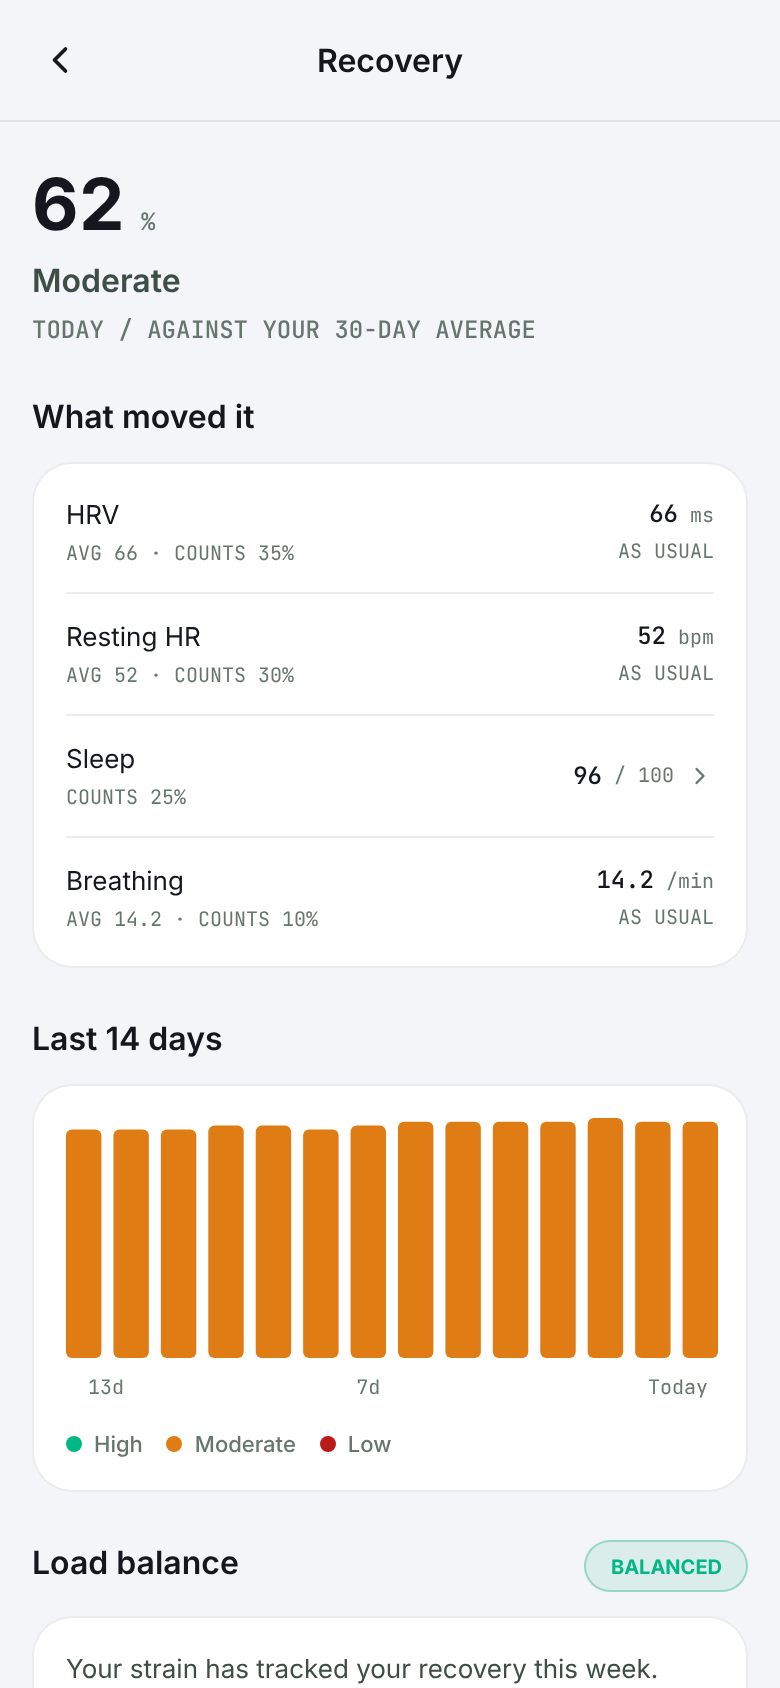 Recovery
62 %
Moderate
TODAY / AGAINST YOUR 30-DAY AVERAGE
What moved it
HRV
66 ms
AVG 66 · COUNTS 35%
AS USUAL
Resting HR
52 bpm
AVG 52 · COUNTS 30%
AS USUAL
Sleep
96 / 100
COUNTS 25%
Breathing
14.2 /min
AVG 14.2 · COUNTS 10%
AS USUAL
Last 14 days
13d 7d Today
High Moderate Low
Load balance
BALANCED
Your strain has tracked your recovery this week.